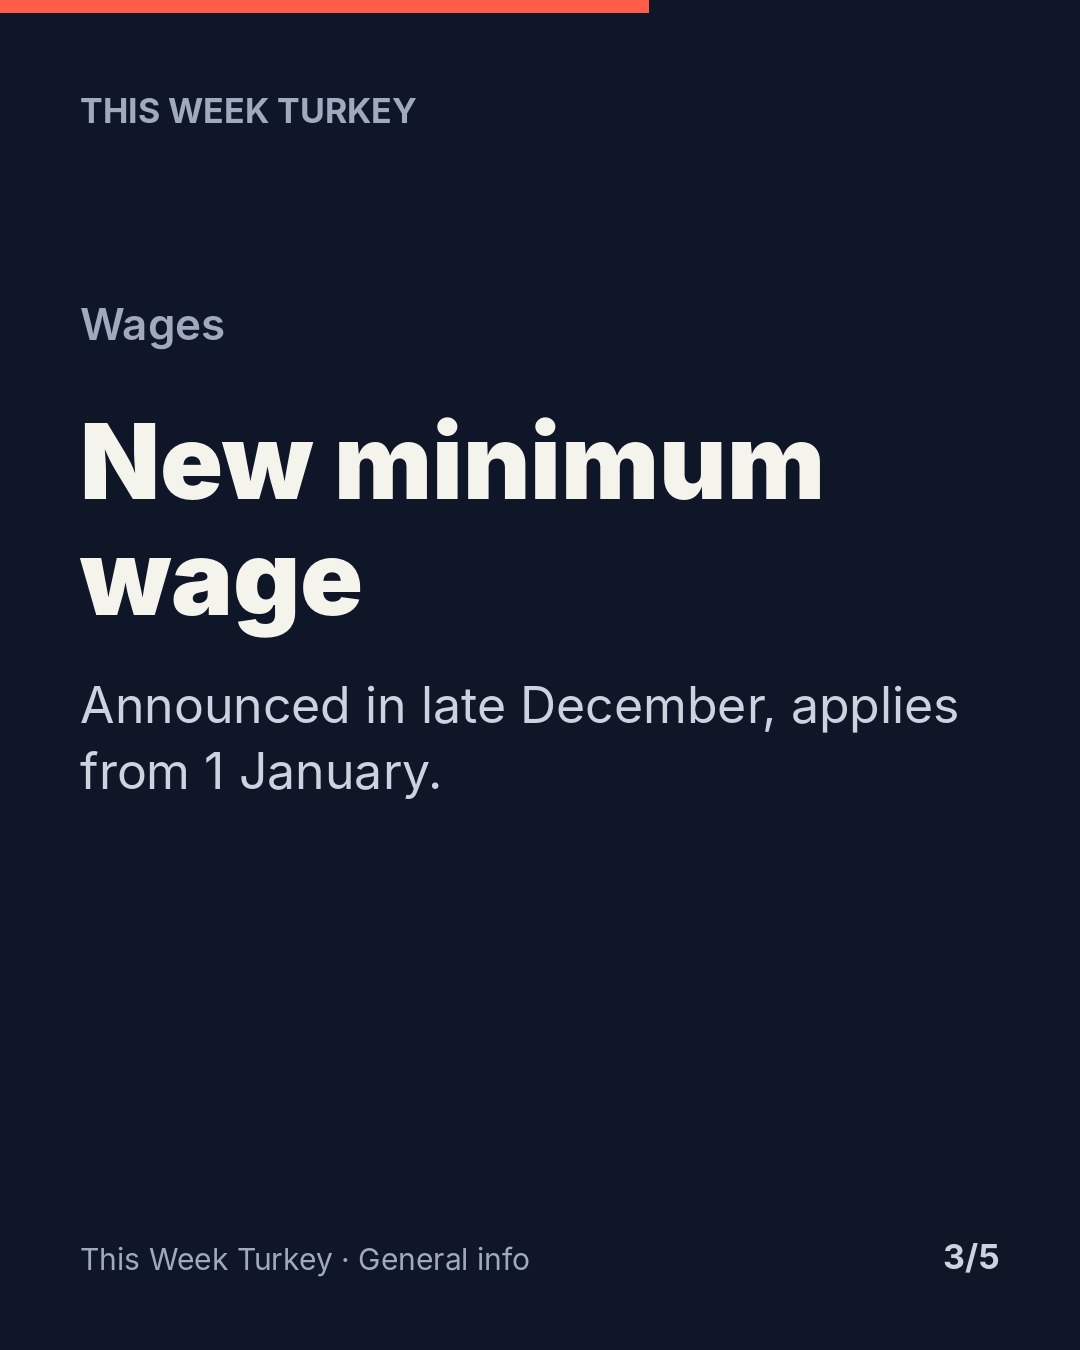 THIS WEEK TURKEY
Wages
New minimum
wage
Announced in late December, applies
from 1 January.
This Week Turkey · General info
3/5